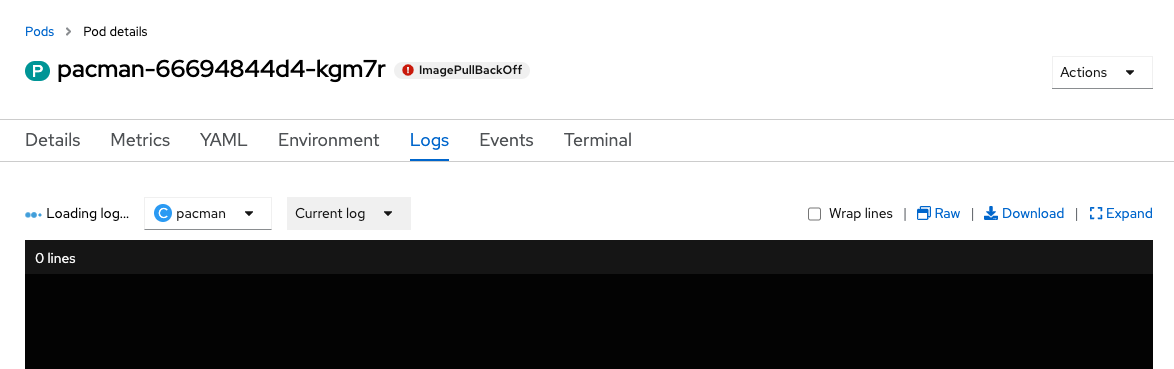 Pods > Pod details
P pacman-66694844d4-kgm7r ImagePullBackOff
Actions
Details Metrics YAML Environment Logs Events Terminal
Loading log... C pacman Current log Wrap lines | Raw | Download | Expand
0 lines